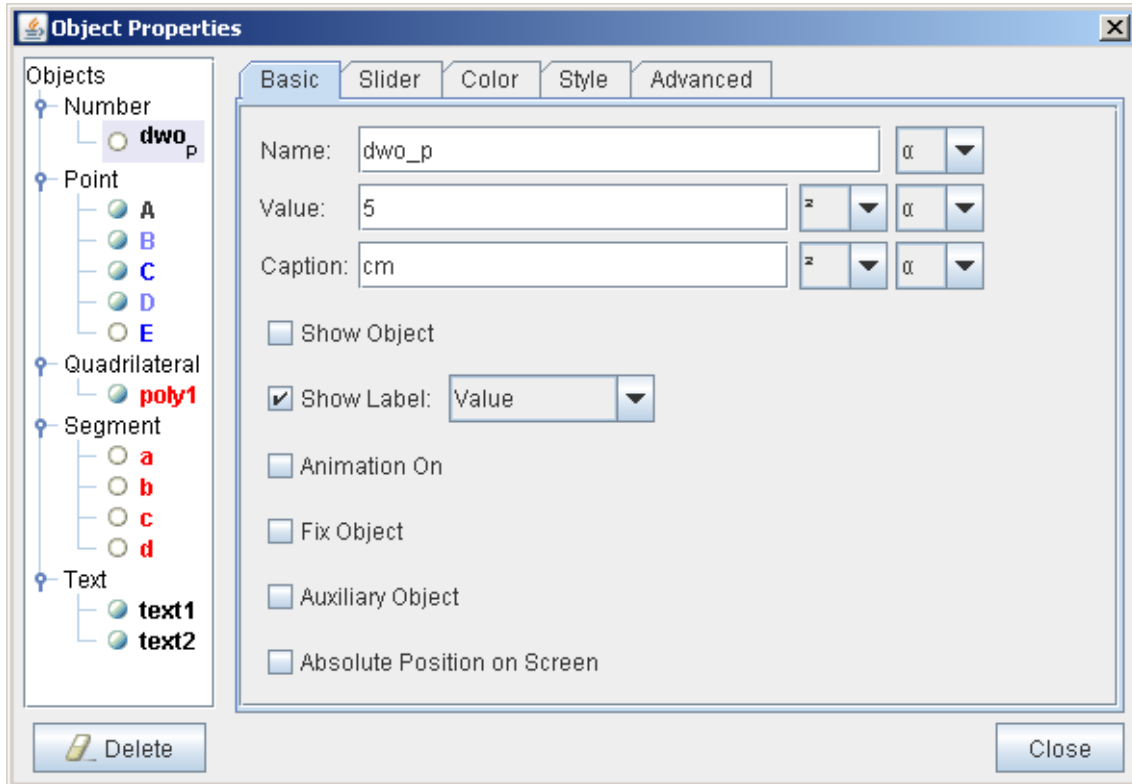 Object Properties
Objects
Number
dwo_p
Point
A
B
C
D
E
Quadrilateral
poly1
Segment
a
b
c
d
Text
text1
text2
Delete
Basic Slider Color Style Advanced
Name: dwo_p α
Value: 5 ² α
Caption: cm ² α
Show Object
Show Label: Value
Animation On
Fix Object
Auxiliary Object
Absolute Position on Screen
Close